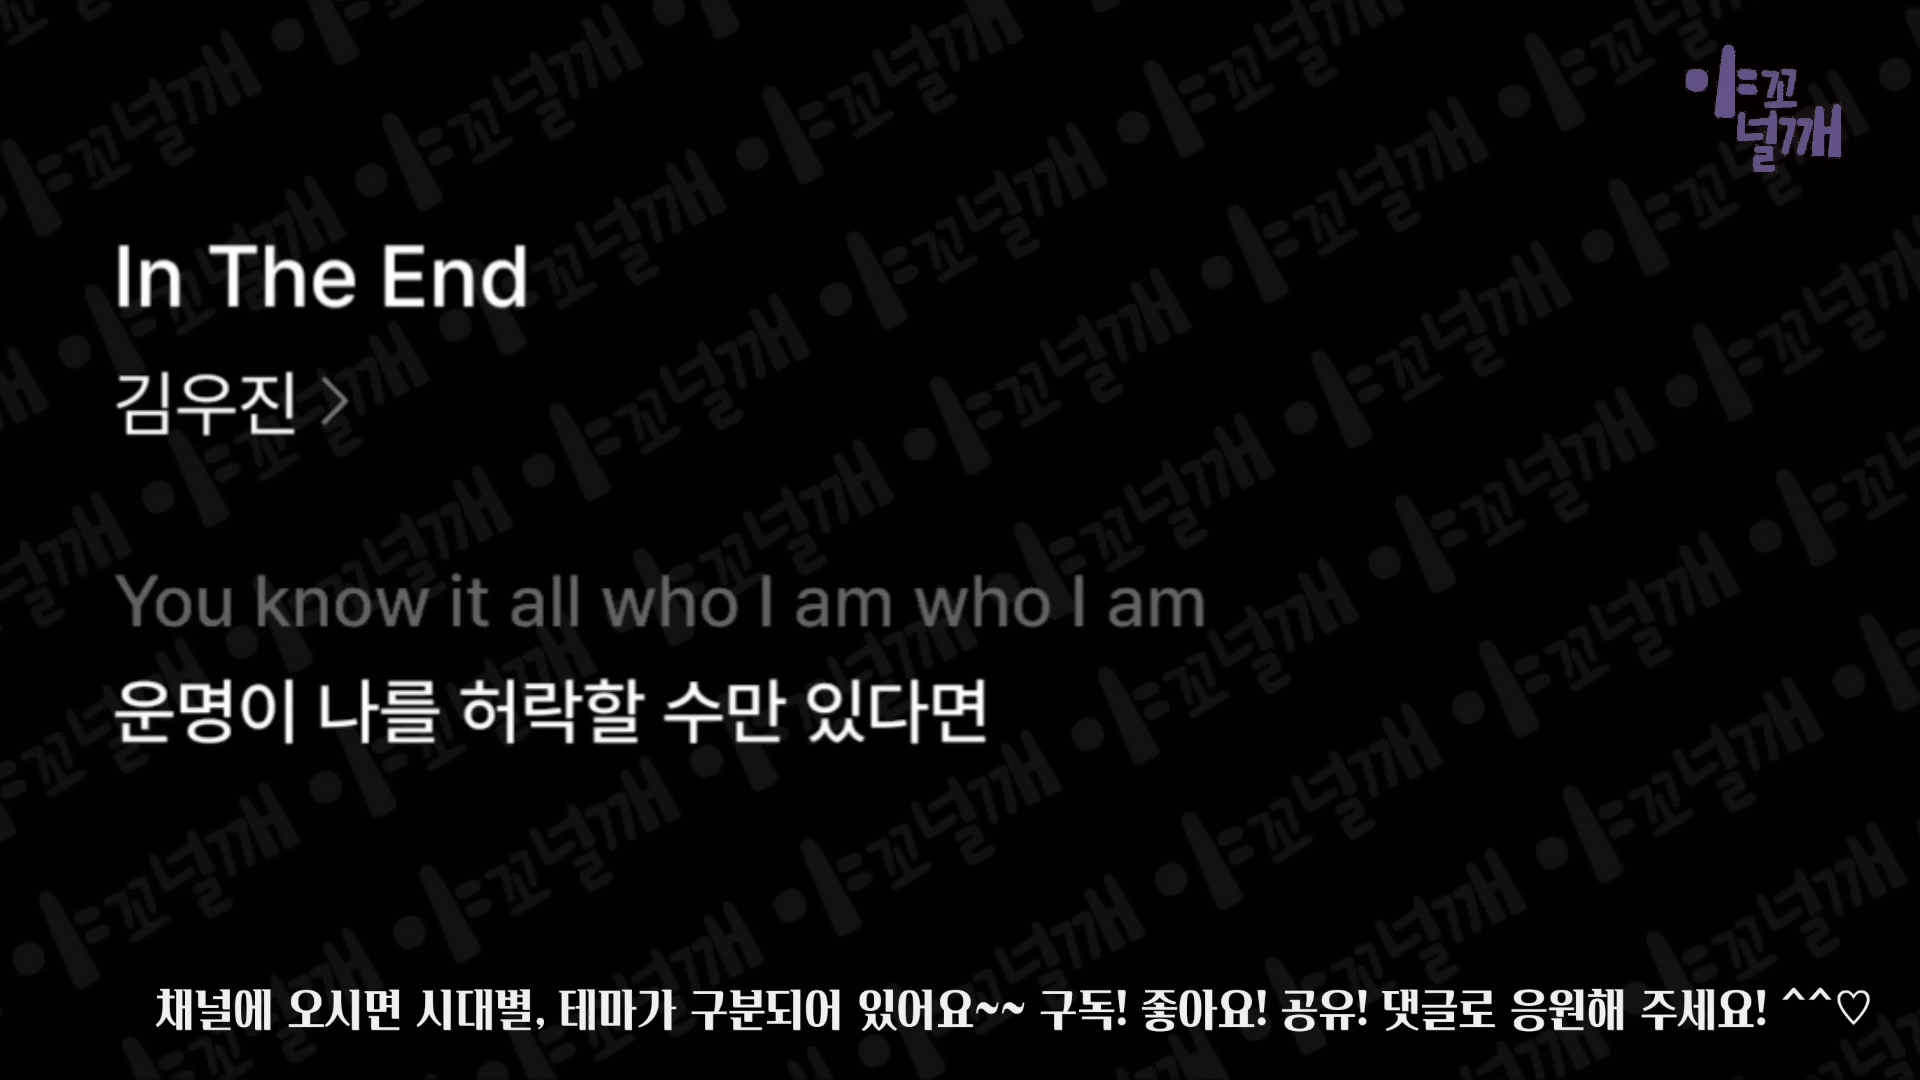 야꼬
널깨
In The End
김우진 >
You know it all who I am who I am
운명이 나를 허락할 수만 있다면
채널에 오시면 시대별, 테마가 구분되어 있어요~~ 구독! 좋아요! 공유! 댓글로 응원해 주세요! ^^♡